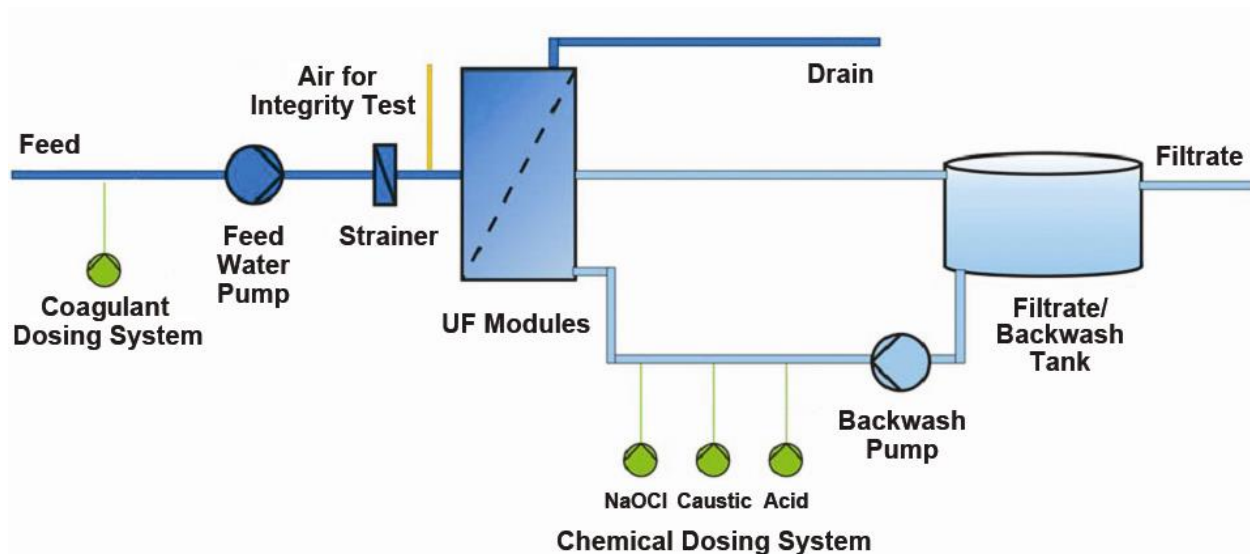 Feed
Coagulant
Dosing System
Feed
Water
Pump
Strainer
Air for
Integrity Test
UF Modules
Drain
Filtrate
Filtrate/
Backwash
Tank
Backwash
Pump
NaOCl
Caustic
Acid
Chemical Dosing System